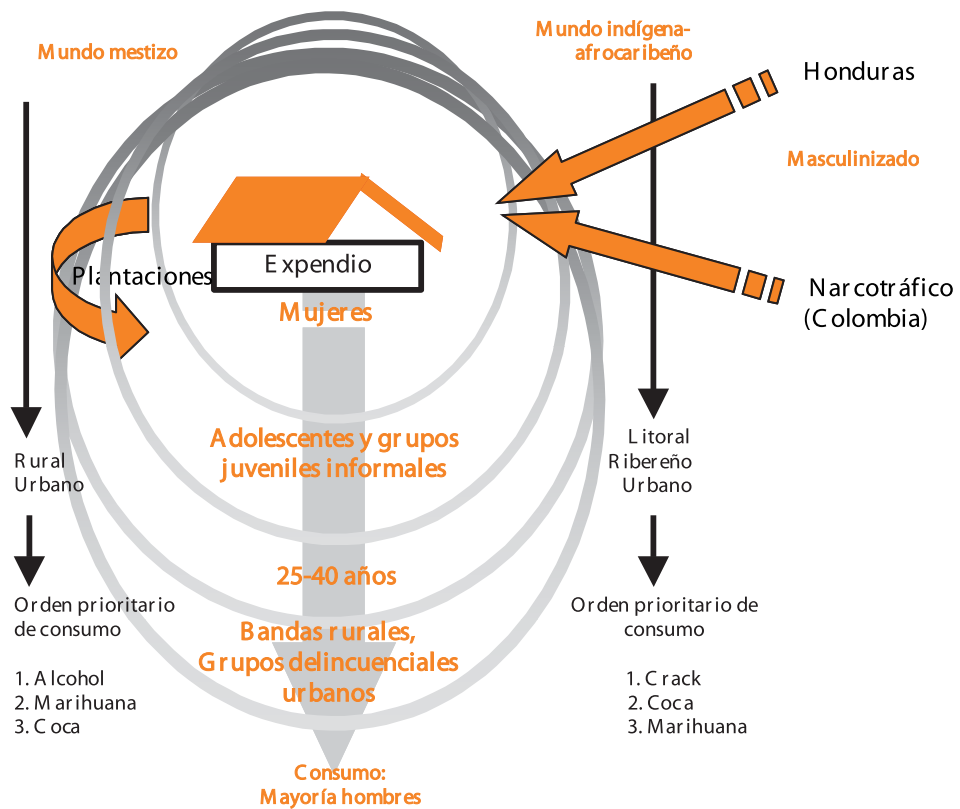 Mundo mestizo
Mundo indígena-
afrocaribeño
Honduras
Masculinizado
Plantaciones
Expendio
Mujeres
Narcotráfico
(Colombia)
Adolescentes y grupos
juveniles informales
Rural
Urbano
Litoral
Ribereño
Urbano
25-40 años
Orden prioritario
de consumo
1. Alcohol
2. Marihuana
3. Coca
Orden prioritario de
consumo
1. Crack
2. Coca
3. Marihuana
Bandas rurales,
Grupos delincuenciales
urbanos
Consumo:
Mayoría hombres